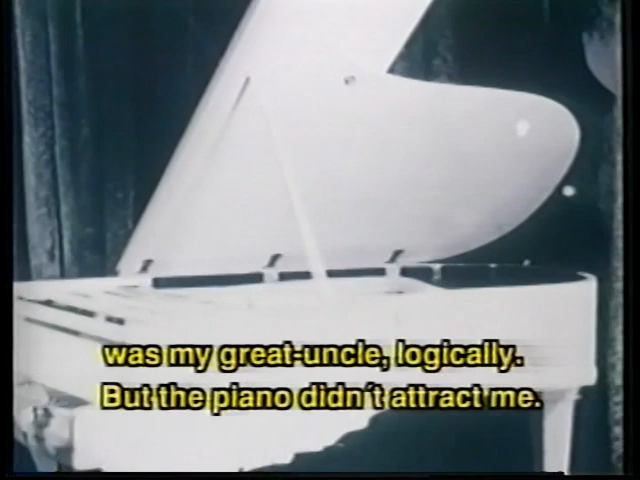 was my great-uncle, logically.
But the piano didn´t attract me.